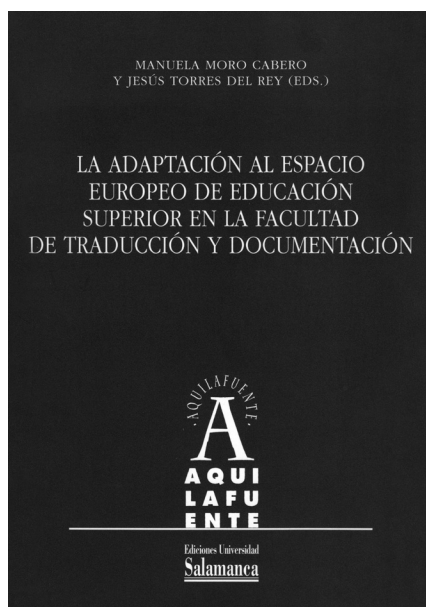 MANUELA MORO CABERO
Y JESÚS TORRES DEL REY (EDS.)
LA ADAPTACIÓN AL ESPACIO
EUROPEO DE EDUCACIÓN
SUPERIOR EN LA FACULTAD
DE TRADUCCIÓN Y DOCUMENTACIÓN
·AQUILAFUENTE·
A
AQUI
LAFU
ENTE
Ediciones Universidad
Salamanca